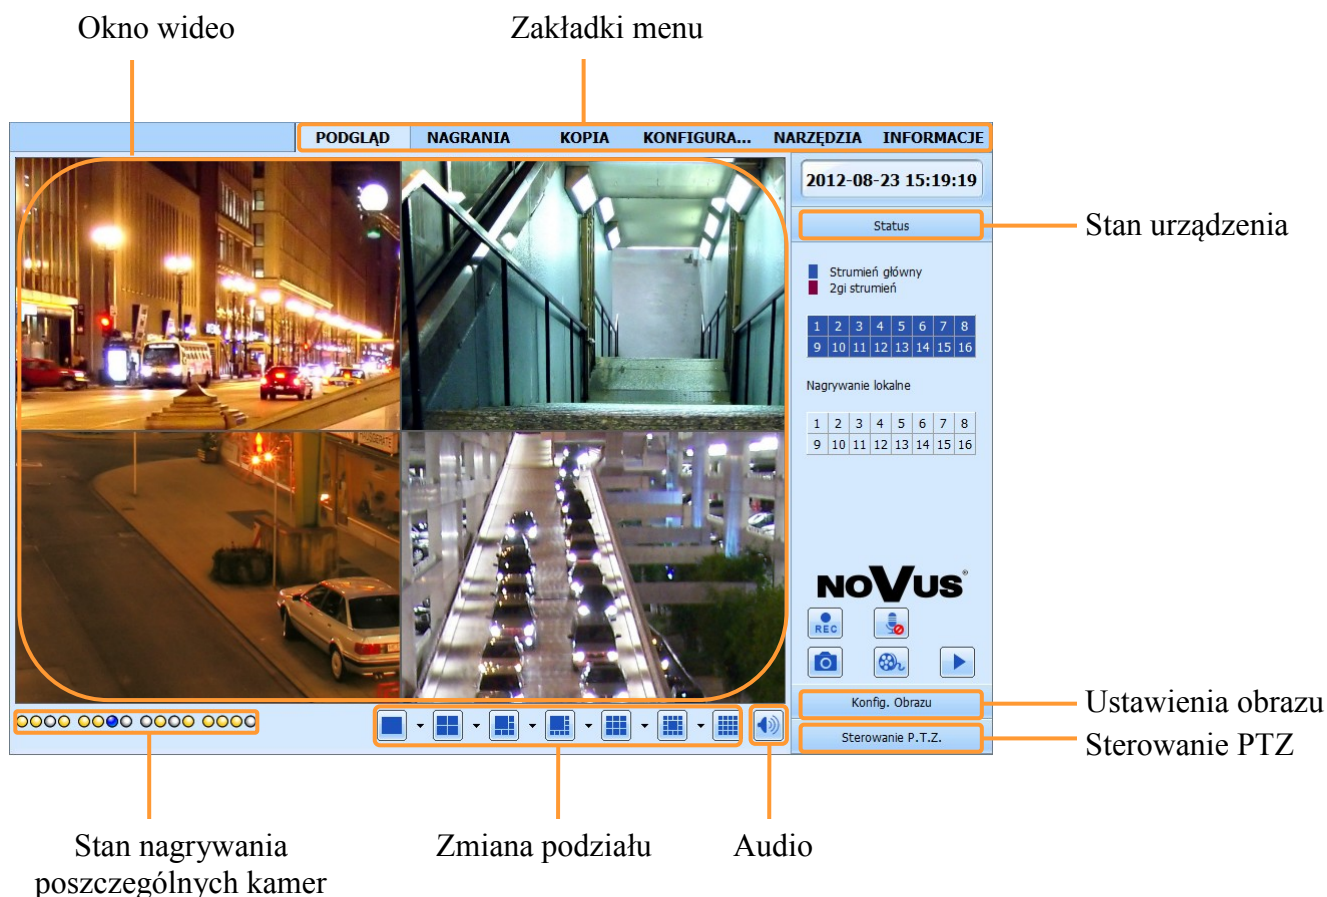 Okno wideo
Zakładki menu
PODGLĄD NAGRANIA KOPIA KONFIGURA... NARZĘDZIA INFORMACJE
2012-08-23 15:19:19
Status
Stan urządzenia
Strumień główny
2gi strumień
1 2 3 4 5 6 7 8
9 10 11 12 13 14 15 16
Nagrywanie lokalne
1 2 3 4 5 6 7 8
9 10 11 12 13 14 15 16
NOVUS®
REC
Konfig. Obrazu
Ustawienia obrazu
Sterowanie P.T.Z.
Sterowanie PTZ
Stan nagrywania
poszczególnych kamer
Zmiana podziału
Audio